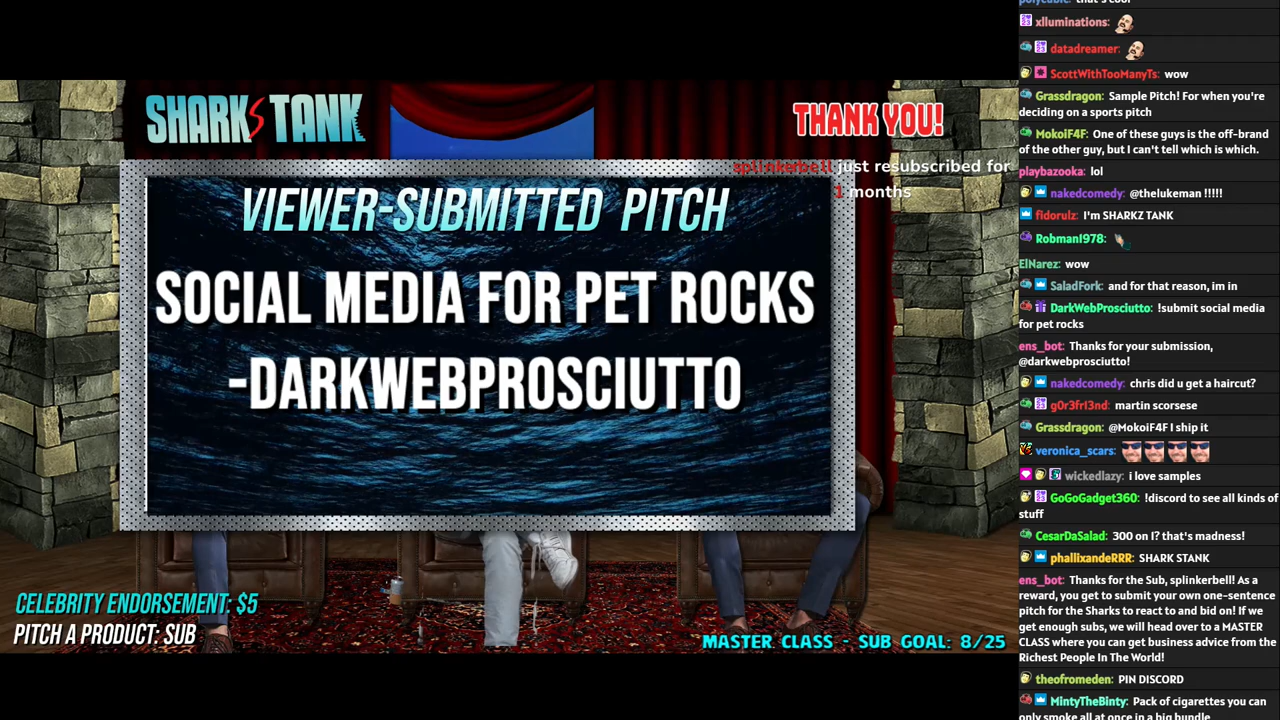 SHARKS TANK
THANK YOU!
splinkerbell just resubscribed for
1 months
VIEWER-SUBMITTED PITCH
SOCIAL MEDIA FOR PET ROCKS
-DARKWEBPROSCIUTTO
CELEBRITY ENDORSEMENT: $5
PITCH A PRODUCT: SUB
MASTER CLASS - SUB GOAL: 8/25
polycubic: that's cool
xlluminations:
datadreamer:
ScottWithTooManyTs: wow
Grassdragon: Sample Pitch! For when you're
deciding on a sports pitch
MokoiF4F: One of these guys is the off-brand
of the other guy, but I can't tell which is which.
playbazooka: lol
nakedcomedy: @thelukeman !!!!!
fidorulz: I'm SHARKZ TANK
Robman1978:
ElNarez: wow
SaladFork: and for that reason, im in
DarkWebProsciutto: !submit social media
for pet rocks
ens_bot: Thanks for your submission,
@darkwebprosciutto!
nakedcomedy: chris did u get a haircut?
g0r3fr13nd: martin scorsese
Grassdragon: @MokoiF4F I ship it
veronica_scars:
wickedlazy: i love samples
GoGoGadget360: !discord to see all kinds of
stuff
CesarDaSalad: 300 on I? that's madness!
phallixandeRRR: SHARK STANK
ens_bot: Thanks for the Sub, splinkerbell! As a
reward, you get to submit your own one-sentence
pitch for the Sharks to react to and bid on! If we
get enough subs, we will head over to a MASTER
CLASS where you can get business advice from the
Richest People In The World!
theofromeden: PIN DISCORD
MintyTheBinty: Pack of cigarettes you can
only smoke all at once in a big bundle